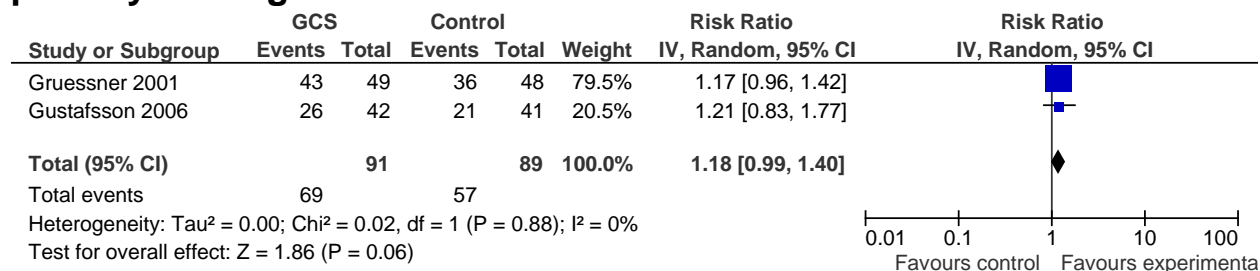 GCS Control Risk Ratio Risk Ratio
Study or Subgroup Events Total Events Total Weight IV, Random, 95% CI IV, Random, 95% CI
Gruessner 2001 43 49 36 48 79.5% 1.17 [0.96, 1.42]
Gustafsson 2006 26 42 21 41 20.5% 1.21 [0.83, 1.77]
Total (95% CI) 91 89 100.0% 1.18 [0.99, 1.40]
Total events 69 57
Heterogeneity: Tau² = 0.00; Chi² = 0.02, df = 1 (P = 0.88); I² = 0%
Test for overall effect: Z = 1.86 (P = 0.06)
0.01 0.1 1 10 100
Favours control Favours experimenta